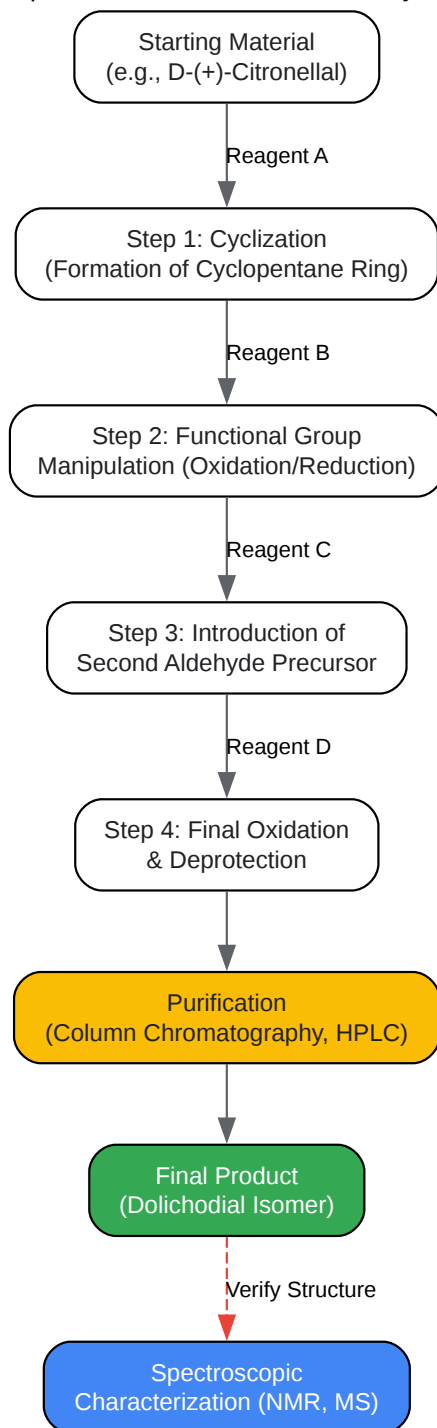 Starting Material
(e.g., D-(+)-Citronellal)
Reagent A
Step 1: Cyclization
(Formation of Cyclopentane Ring)
Reagent B
Step 2: Functional Group
Manipulation (Oxidation/Reduction)
Reagent C
Step 3: Introduction of
Second Aldehyde Precursor
Reagent D
Step 4: Final Oxidation
& Deprotection
Purification
(Column Chromatography, HPLC)
Final Product
(Dolichodial Isomer)
Verify Structure
Spectroscopic
Characterization (NMR, MS)